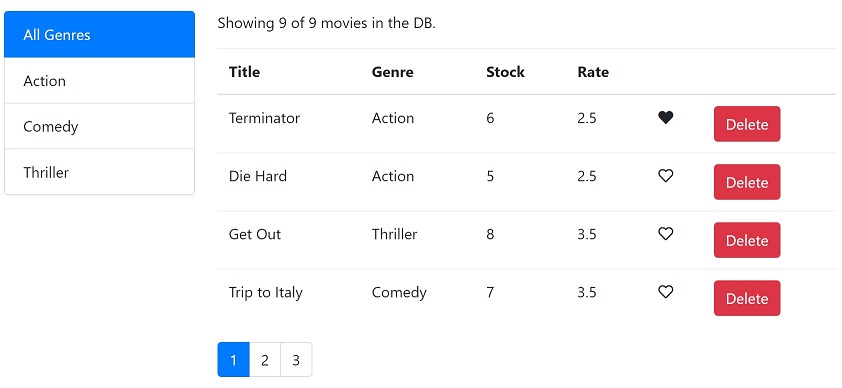 All Genres
Action
Comedy
Thriller
Showing 9 of 9 movies in the DB.
Title Genre Stock Rate
Terminator Action 6 2.5 Delete
Die Hard Action 5 2.5 Delete
Get Out Thriller 8 3.5 Delete
Trip to Italy Comedy 7 3.5 Delete
1 2 3